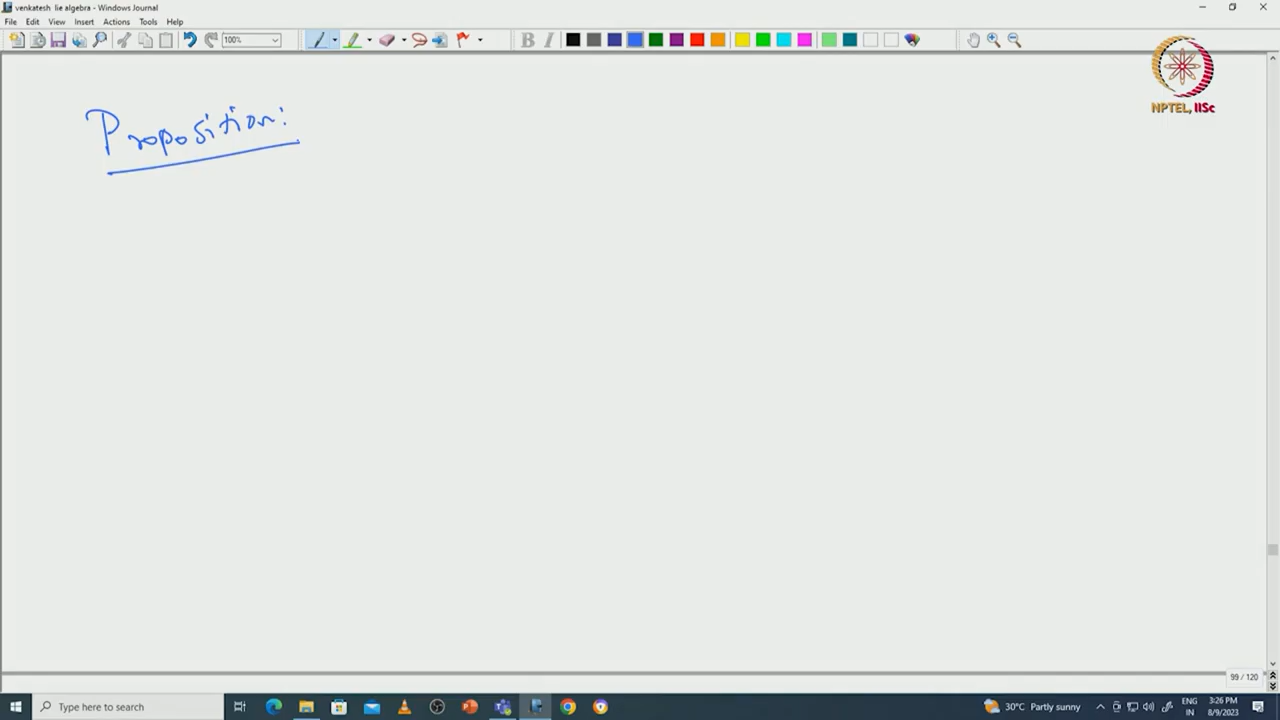 venkatesh lie algebra - Windows Journal
File Edit View Insert Actions Tools Help
100%
B I
NPTEL, IISc
Proposition:
99 / 120
Type here to search
30°C Partly sunny
ENG
IN
3:26 PM
8/9/2023